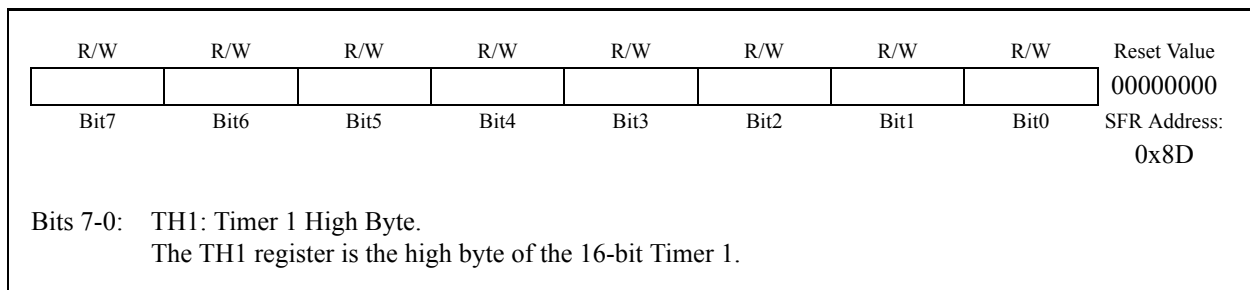 R/W R/W R/W R/W R/W R/W R/W R/W Reset Value
00000000
Bit7 Bit6 Bit5 Bit4 Bit3 Bit2 Bit1 Bit0 SFR Address:
0x8D
Bits 7-0: TH1: Timer 1 High Byte.
The TH1 register is the high byte of the 16-bit Timer 1.